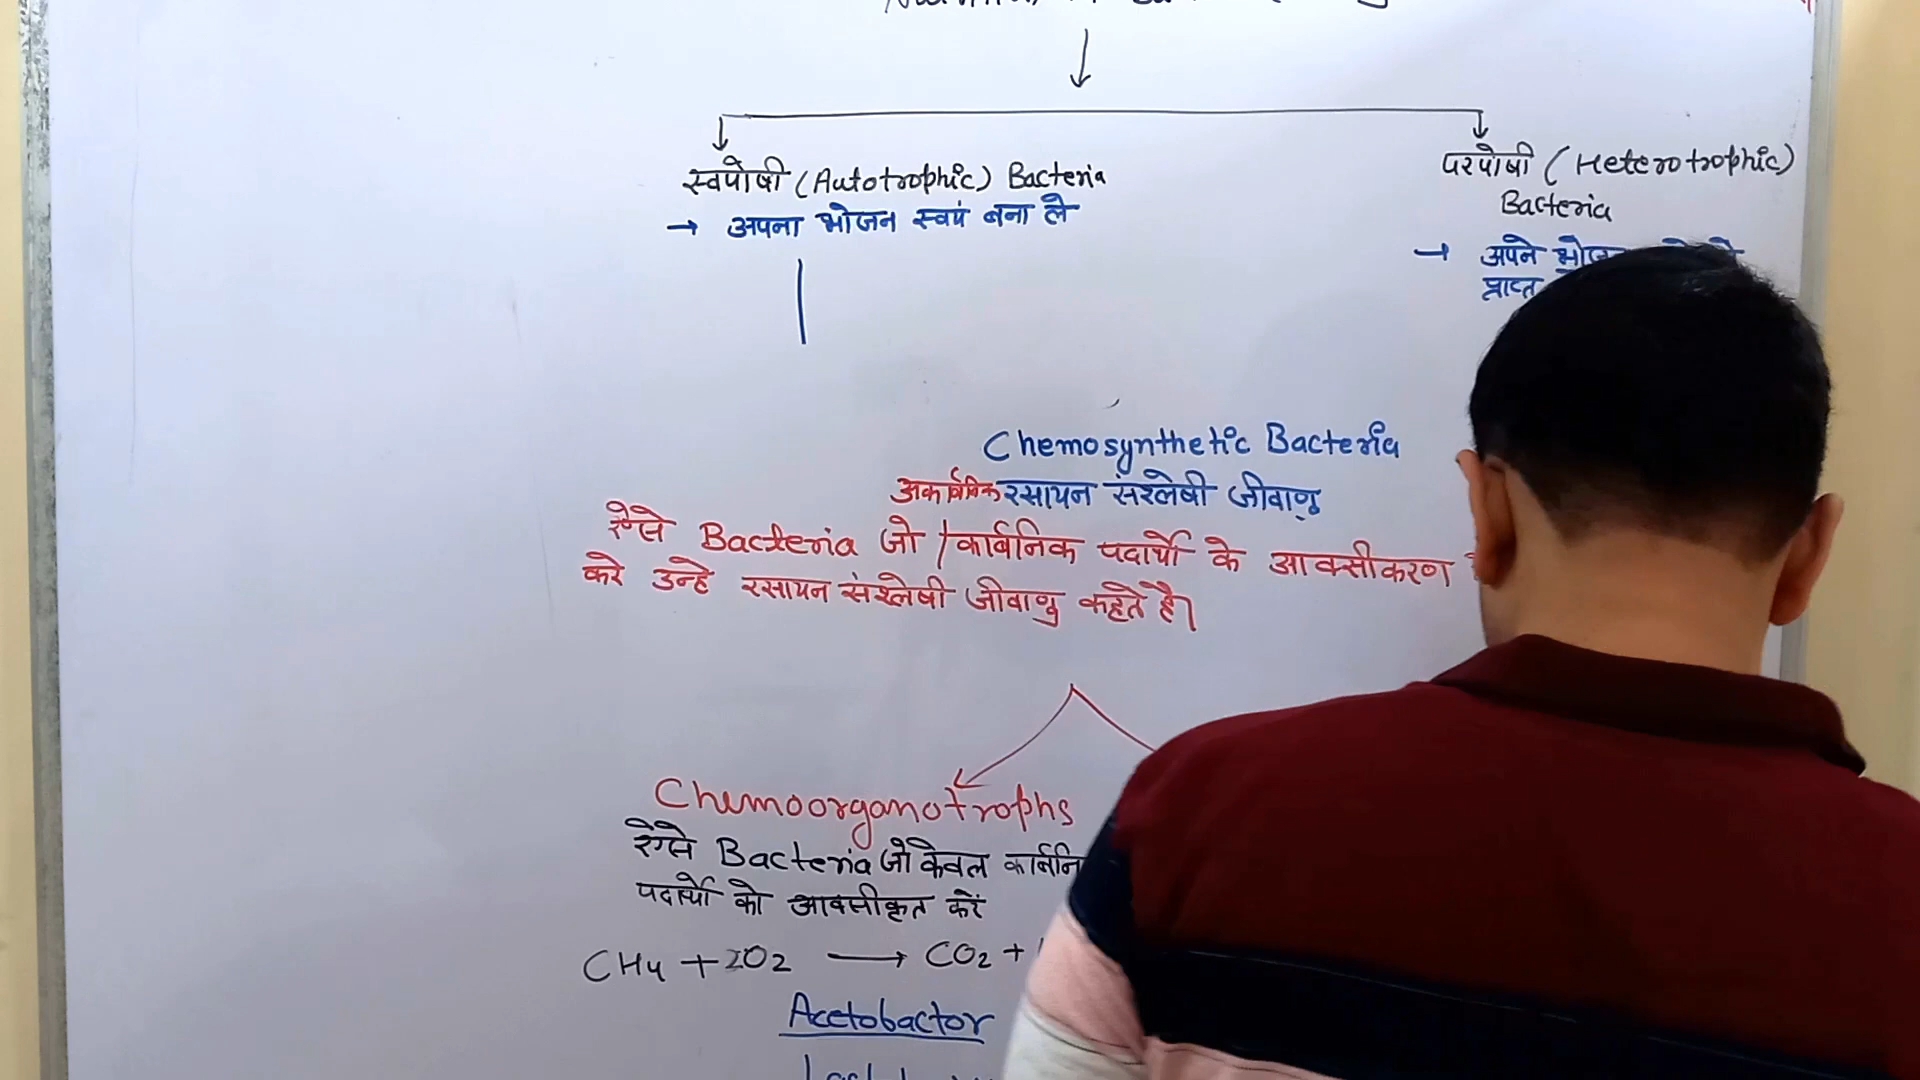 स्वपोषी (Autotrophic) Bacteria
→ अपना भोजन स्वयं बना ले
परपोषी (Heterotrophic)
Bacteria
→ अपने
प्राप्त
Chemosynthetic Bacteria
अकार्बनिक रसायन संश्लेषी जीवाणु
ऐसे Bacteria जो / कार्बनिक पदार्थो के आक्सीकरण
करे उन्हे रसायन संश्लेषी जीवाणु कहते है।
Chemoorganotrophs
ऐसे Bacteria जो केवल
पदार्थो को आक्सीकृत करें
CH4 + 2O2 → CO2 +
Acetobactor